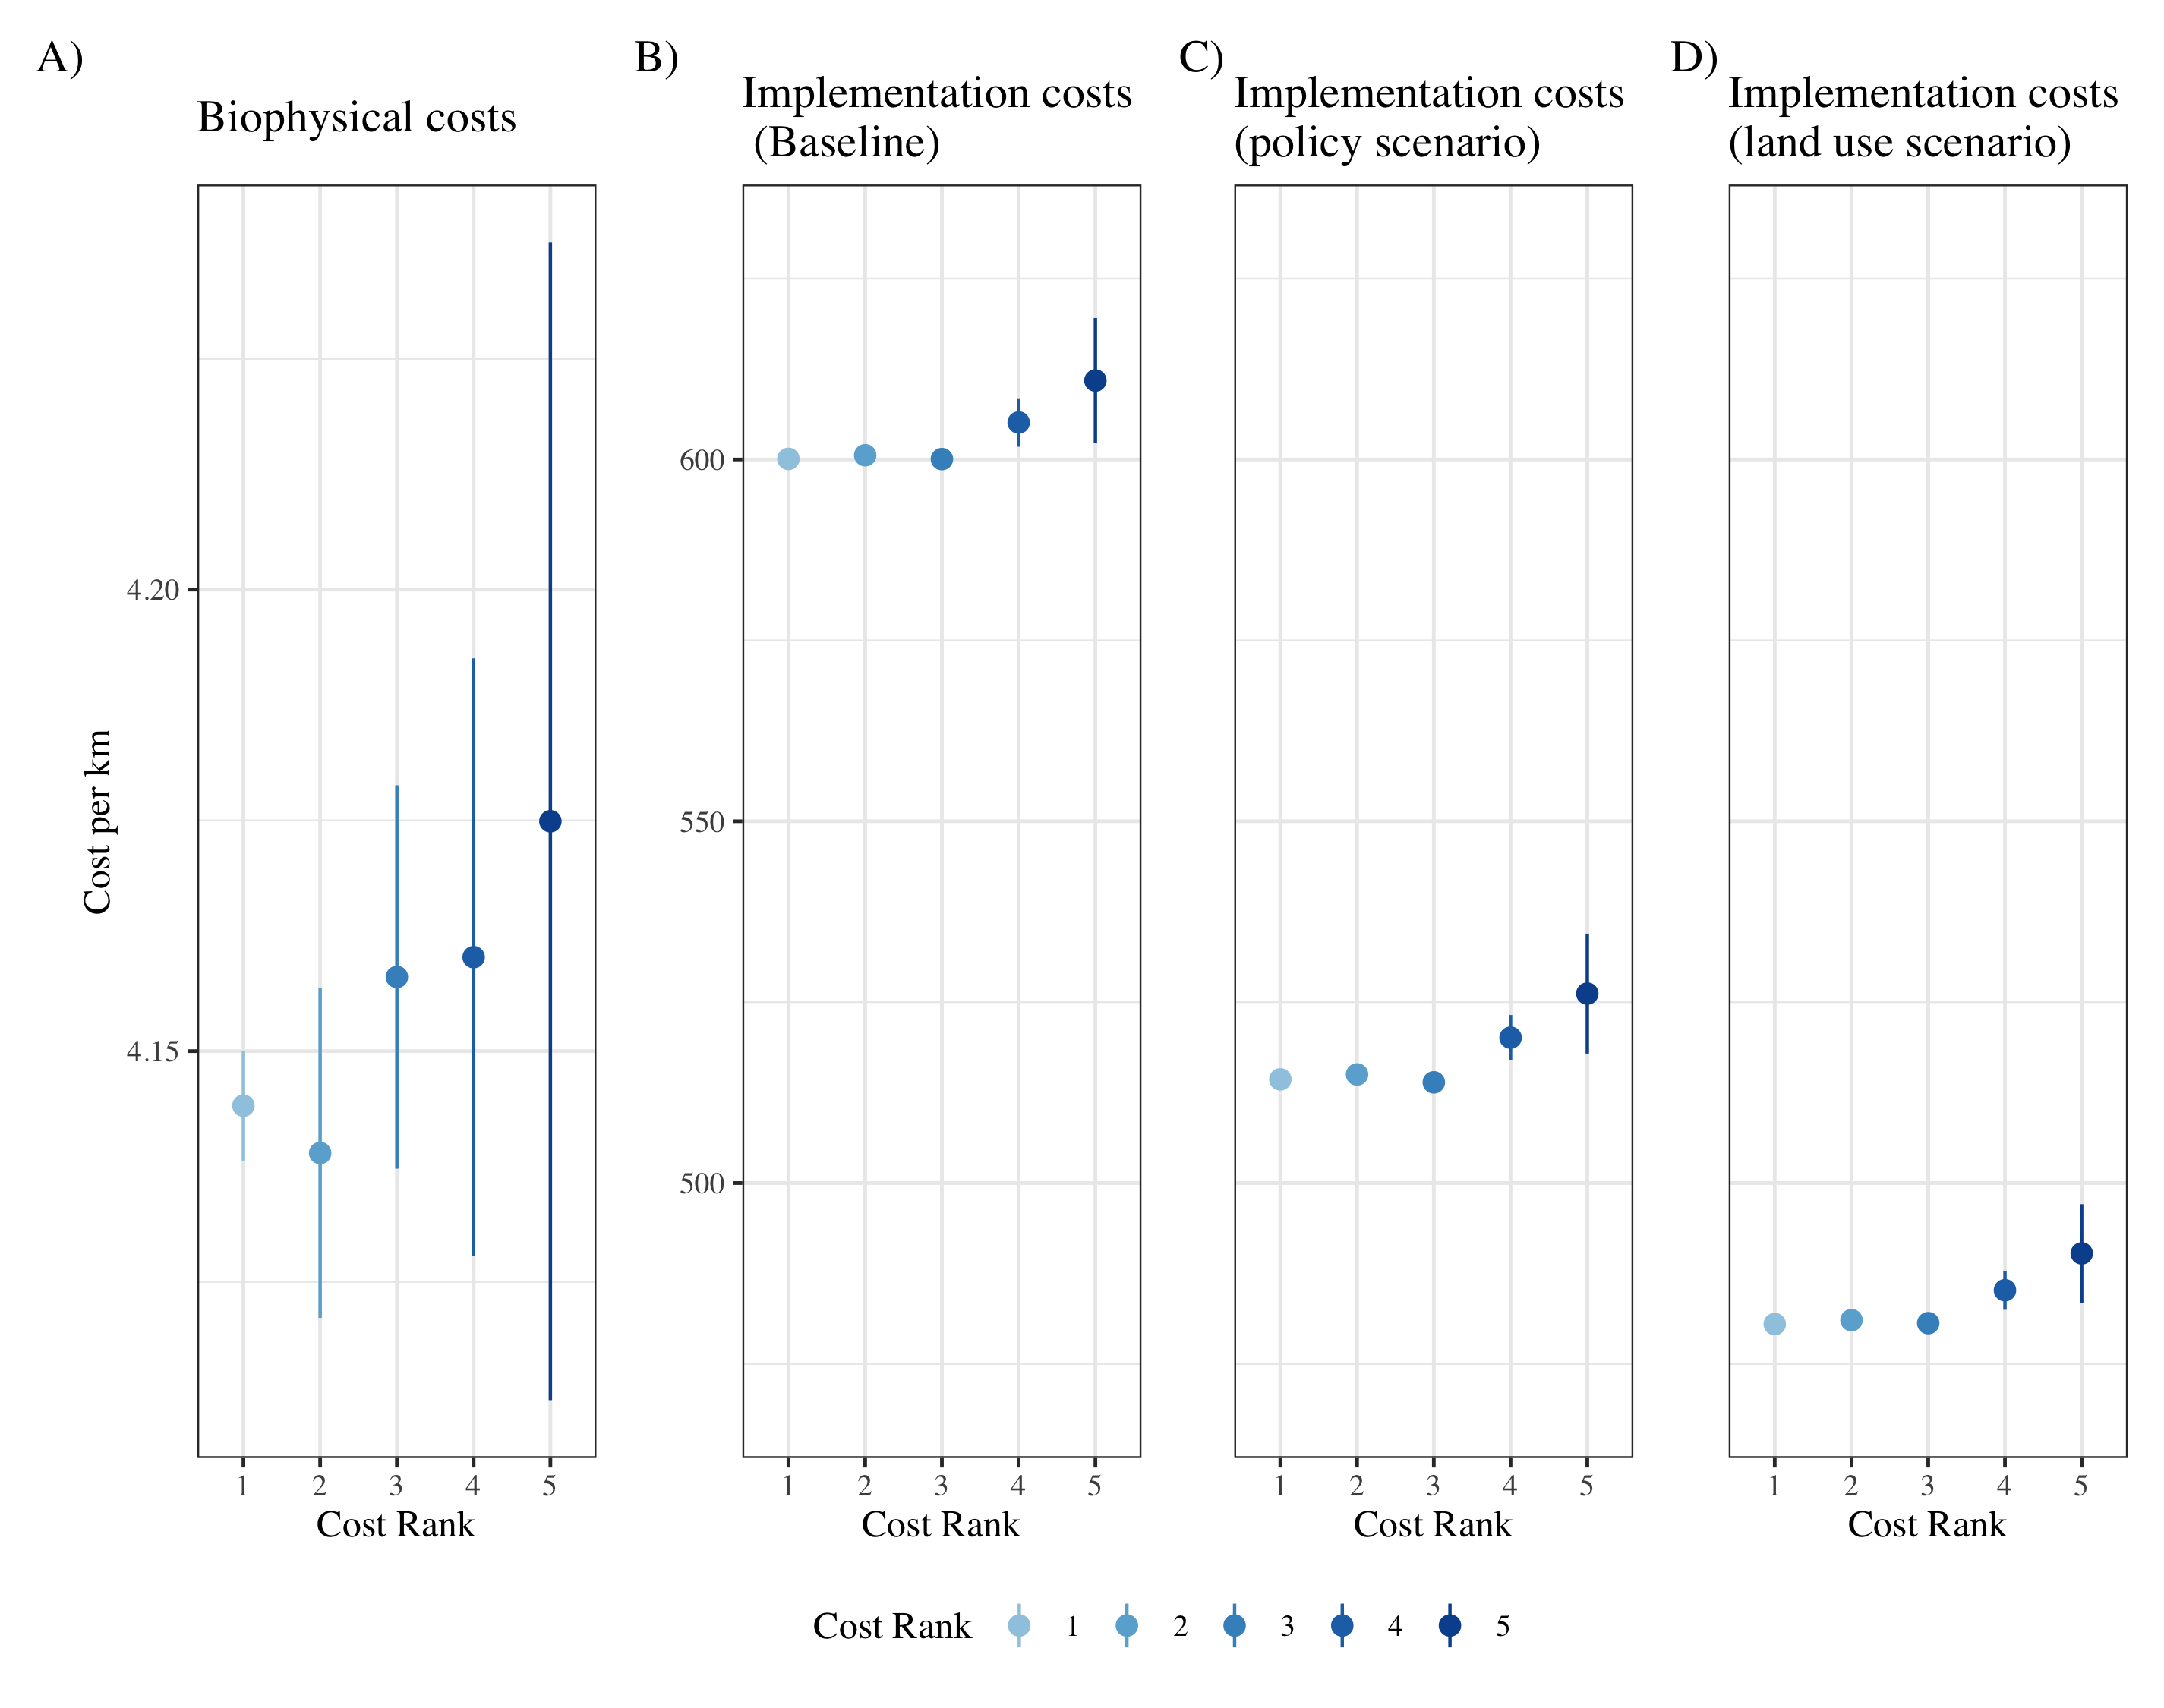 A)
Biophysical costs
B)
Implementation costs
(Baseline)
C)
Implementation costs
(policy scenario)
D)
Implementation costs
(land use scenario)
Cost per km
4.20
4.15
600
550
500
1 2 3 4 5
Cost Rank
1 2 3 4 5
Cost Rank
1 2 3 4 5
Cost Rank
1 2 3 4 5
Cost Rank
Cost Rank 1 2 3 4 5